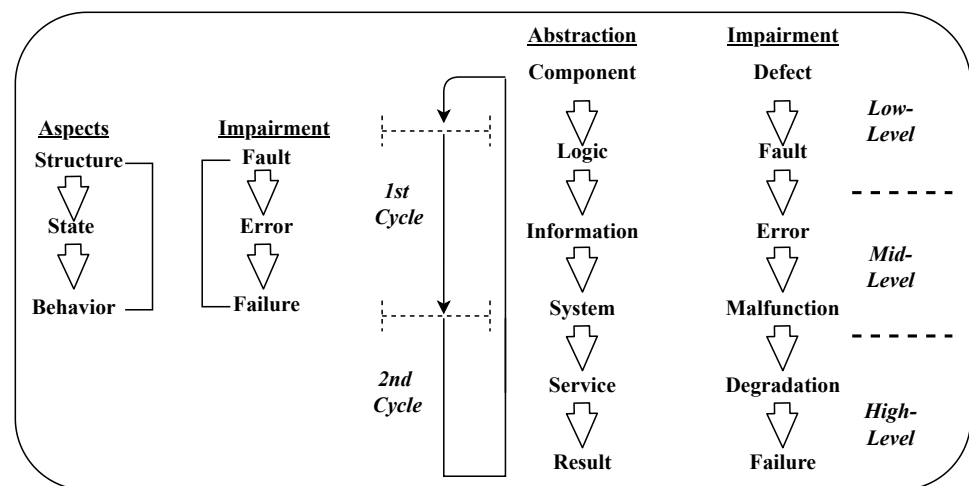 Aspects
Structure
State
Behavior
Impairment
Fault
Error
Failure
1st
Cycle
2nd
Cycle
Abstraction
Component
Logic
Information
System
Service
Result
Impairment
Defect
Fault
Error
Malfunction
Degradation
Failure
Low-
Level
Mid-
Level
High-
Level